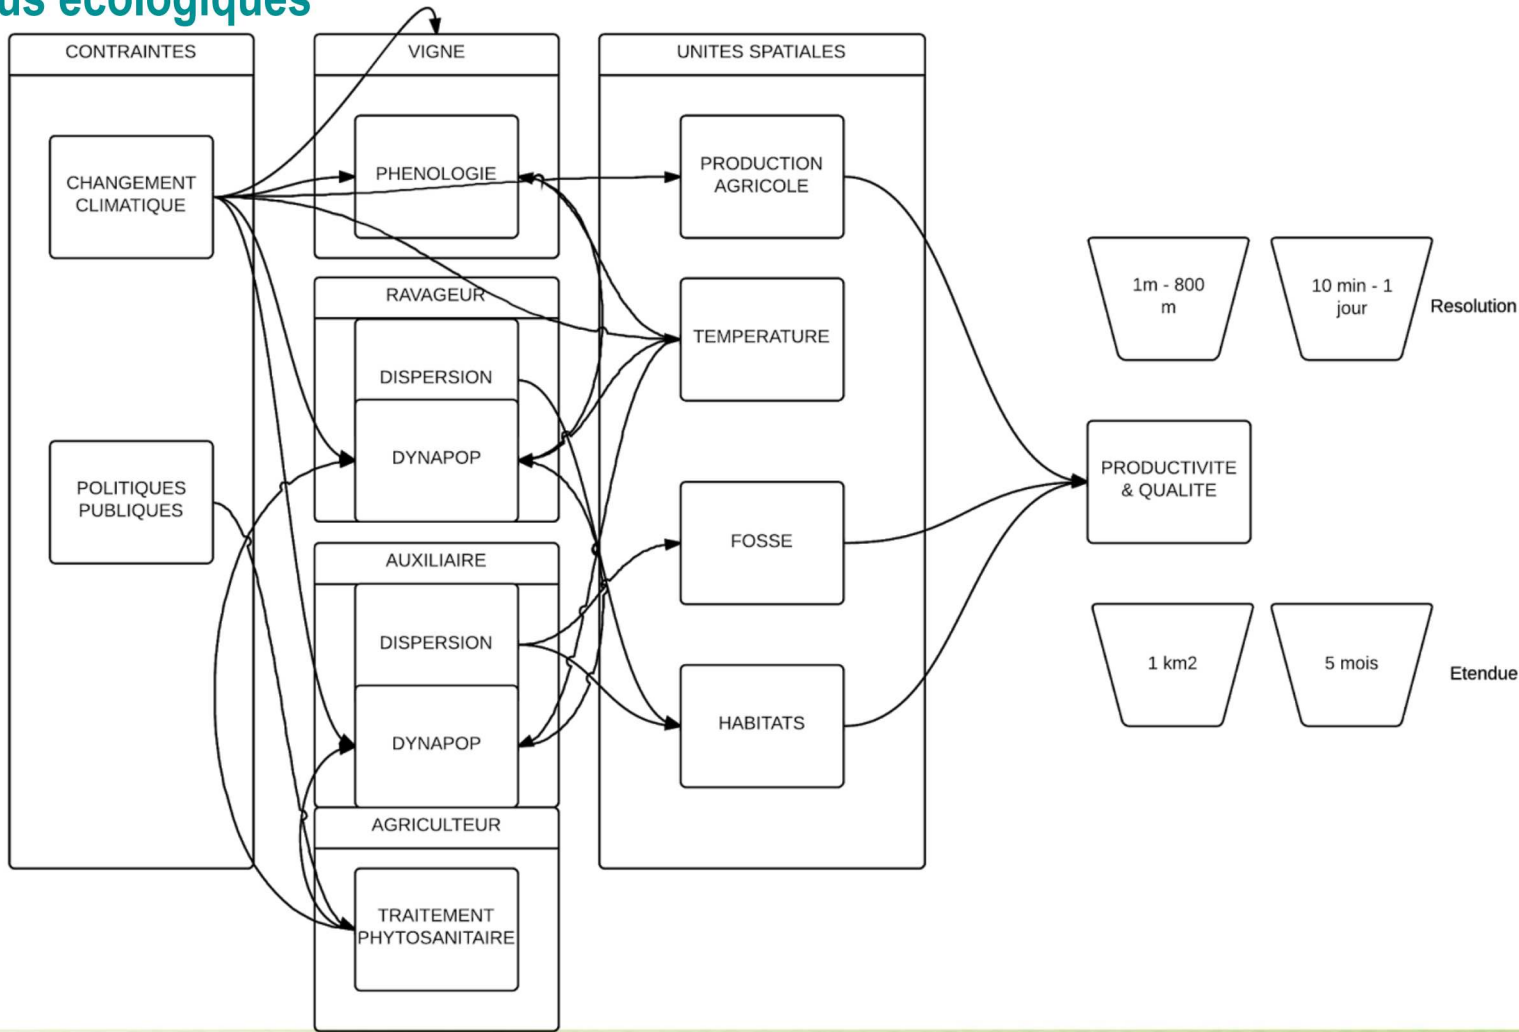 us écologiques
CONTRAINTES
CHANGEMENT
CLIMATIQUE
POLITIQUES
PUBLIQUES
VIGNE
PHENOLOGIE
RAVAGEUR
DISPERSION
DYNAPOP
AUXILIAIRE
DISPERSION
DYNAPOP
AGRICULTEUR
TRAITEMENT
PHYTOSANITAIRE
UNITES SPATIALES
PRODUCTION
AGRICOLE
TEMPERATURE
FOSSE
HABITATS
1m - 800
m
10 min - 1
jour
Resolution
PRODUCTIVITE
& QUALITE
1 km2
5 mois
Etendue